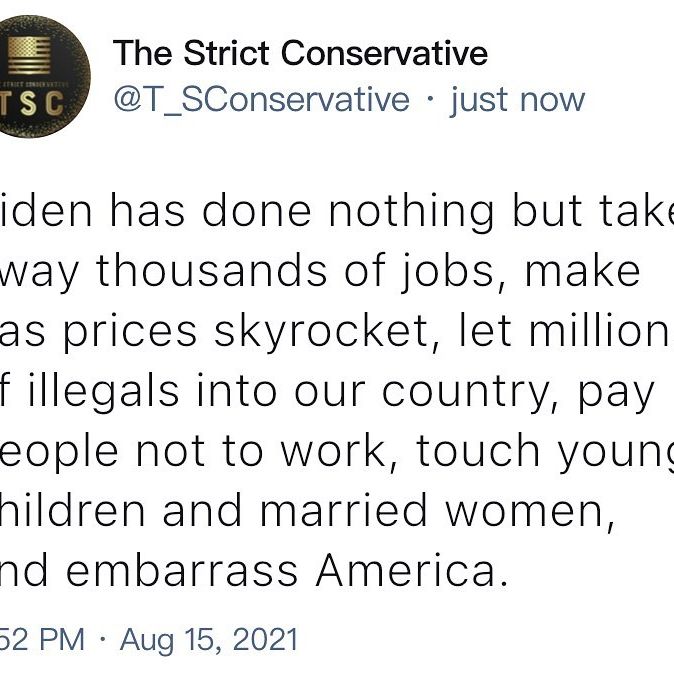 TSC
The Strict Conservative
@T_SConservative · just now
iden has done nothing but take
way thousands of jobs, make
as prices skyrocket, let million
f illegals into our country, pay
eople not to work, touch young
hildren and married women,
nd embarrass America.
52 PM · Aug 15, 2021